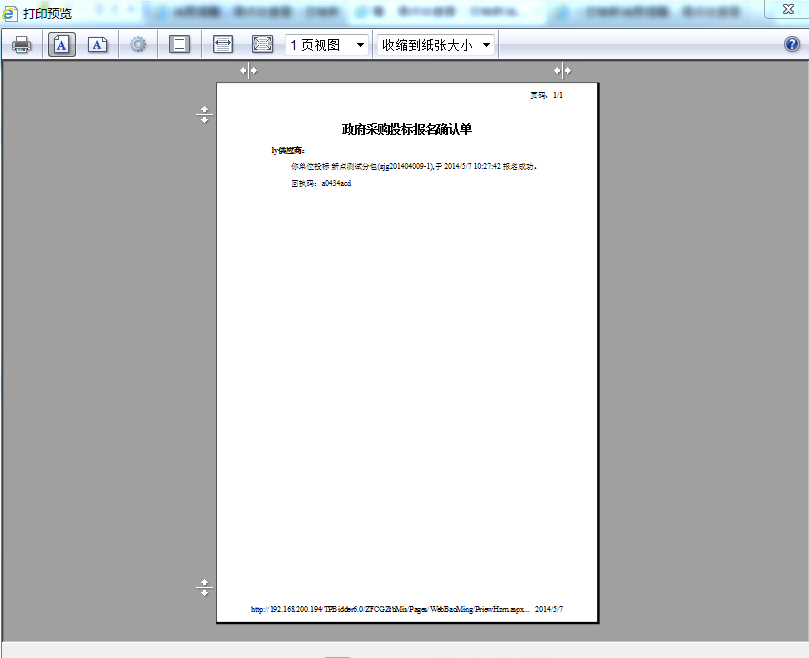 打印预览
1 页视图
收缩到纸张大小
页码: 1/1
政府采购投标报名确认单
ly供应商:
你单位投标 新点测试分包(zjg201404009-1),于 2014/5/7 10:27:42 报名成功。
回执码: a0434acd
http://192.168.200.194/TPBidder6.0/ZFCGZtbMis/Pages/WebBaoMing/PriewHzm.aspx... 2014/5/7